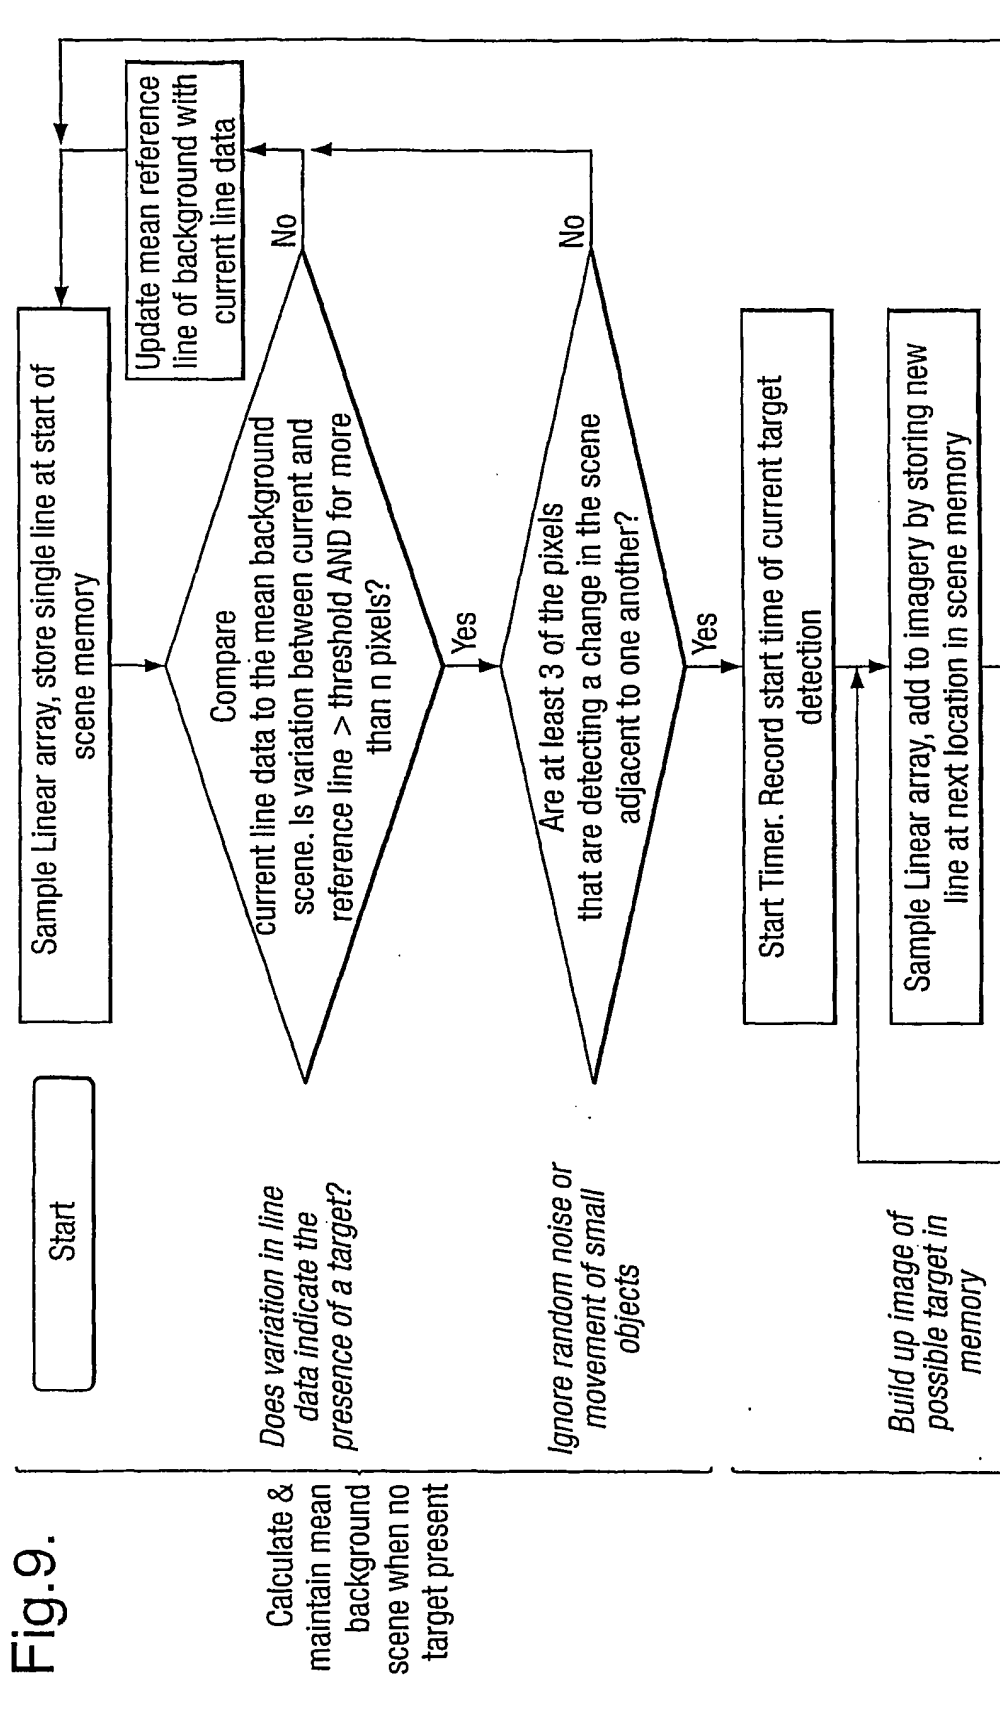 Fig.9.
Start
Sample Linear array, store single line at start of
scene memory
Update mean reference
line of background with
current line data
Calculate &
maintain mean
background
scene when no
target present
Does variation in line
data indicate the
presence of a target?
Compare
current line data to the mean background
scene. Is variation between current and
reference line > threshold AND for more
than n pixels?
No
Yes
Ignore random noise or
movement of small
objects
Are at least 3 of the pixels
that are detecting a change in the scene
adjacent to one another?
No
Yes
Start Timer. Record start time of current target
detection
Build up image of
possible target in
memory
Sample Linear array, add to imagery by storing new
line at next location in scene memory